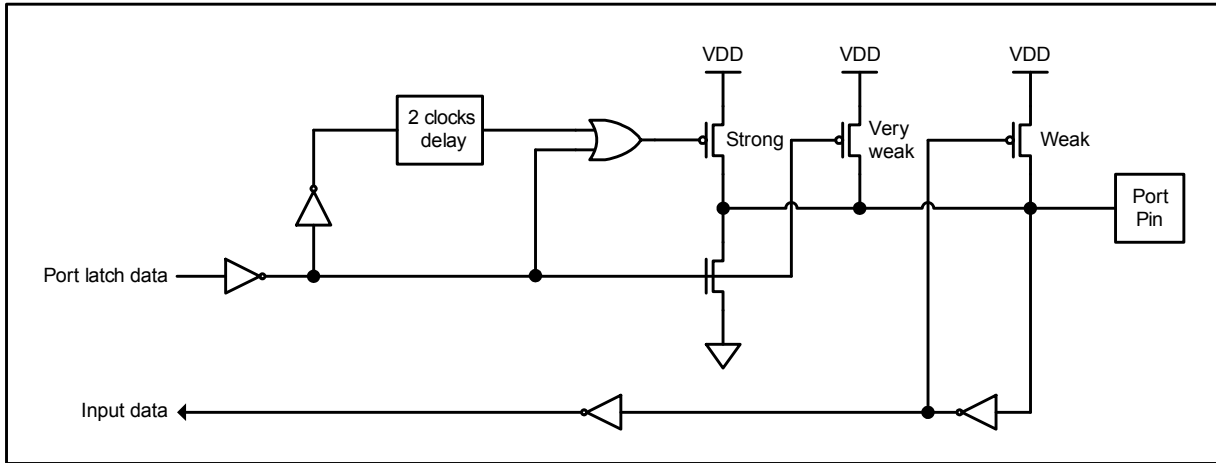 VDD
VDD
VDD
2 clocks
delay
Strong
Very
weak
Weak
Port
Pin
Port latch data
Input data